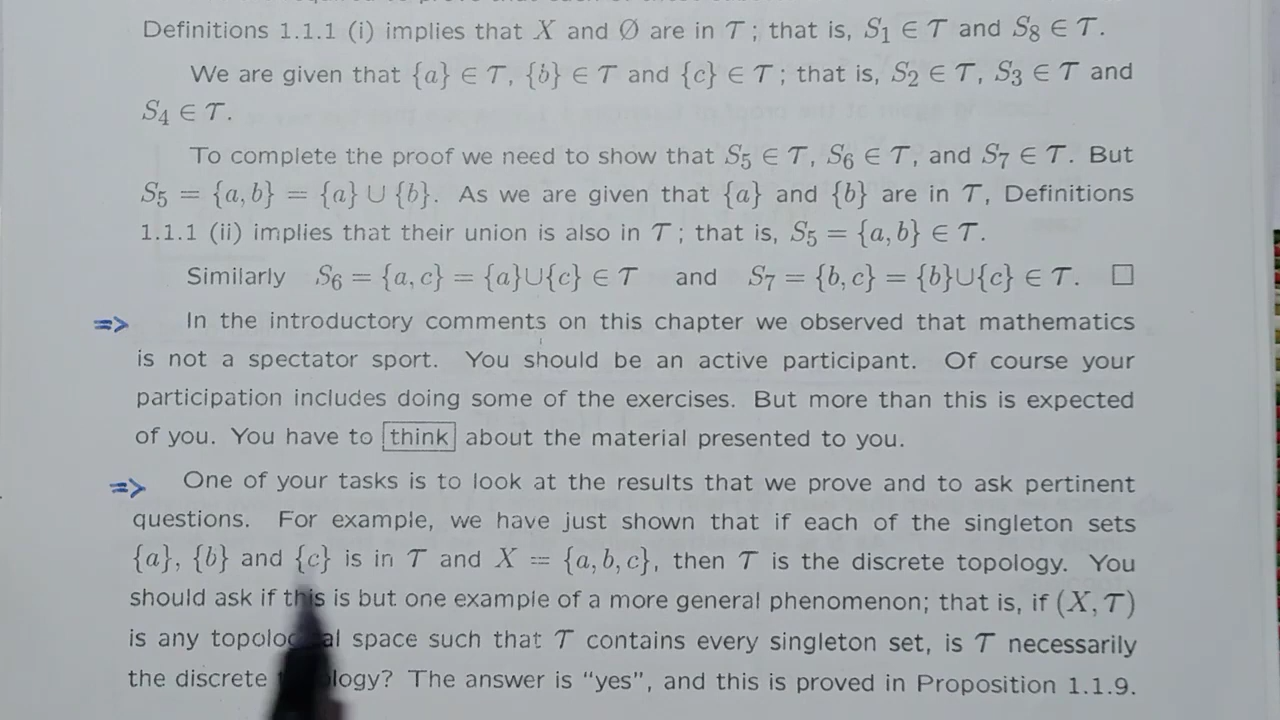 Definitions 1.1.1 (i) implies that X and Ø are in 𝒯 ; that is, S₁ ∈ 𝒯 and S₈ ∈ 𝒯.
We are given that {a} ∈ 𝒯, {b} ∈ 𝒯 and {c} ∈ 𝒯 ; that is, S₂ ∈ 𝒯, S₃ ∈ 𝒯 and
S₄ ∈ 𝒯.
To complete the proof we need to show that S₅ ∈ 𝒯, S₆ ∈ 𝒯, and S₇ ∈ 𝒯. But
S₅ = {a, b} = {a} ∪ {b}. As we are given that {a} and {b} are in 𝒯, Definitions
1.1.1 (ii) implies that their union is also in 𝒯 ; that is, S₅ = {a, b} ∈ 𝒯.
Similarly S₆ = {a, c} = {a}∪{c} ∈ 𝒯 and S₇ = {b, c} = {b}∪{c} ∈ 𝒯. □
⇒ In the introductory comments on this chapter we observed that mathematics
is not a spectator sport. You should be an active participant. Of course your
participation includes doing some of the exercises. But more than this is expected
of you. You have to think about the material presented to you.
⇒ One of your tasks is to look at the results that we prove and to ask pertinent
questions. For example, we have just shown that if each of the singleton sets
{a}, {b} and {c} is in 𝒯 and X = {a, b, c}, then 𝒯 is the discrete topology. You
should ask if this is but one example of a more general phenomenon; that is, if (X, 𝒯)
is any topological space such that 𝒯 contains every singleton set, is 𝒯 necessarily
the discrete topology? The answer is “yes”, and this is proved in Proposition 1.1.9.